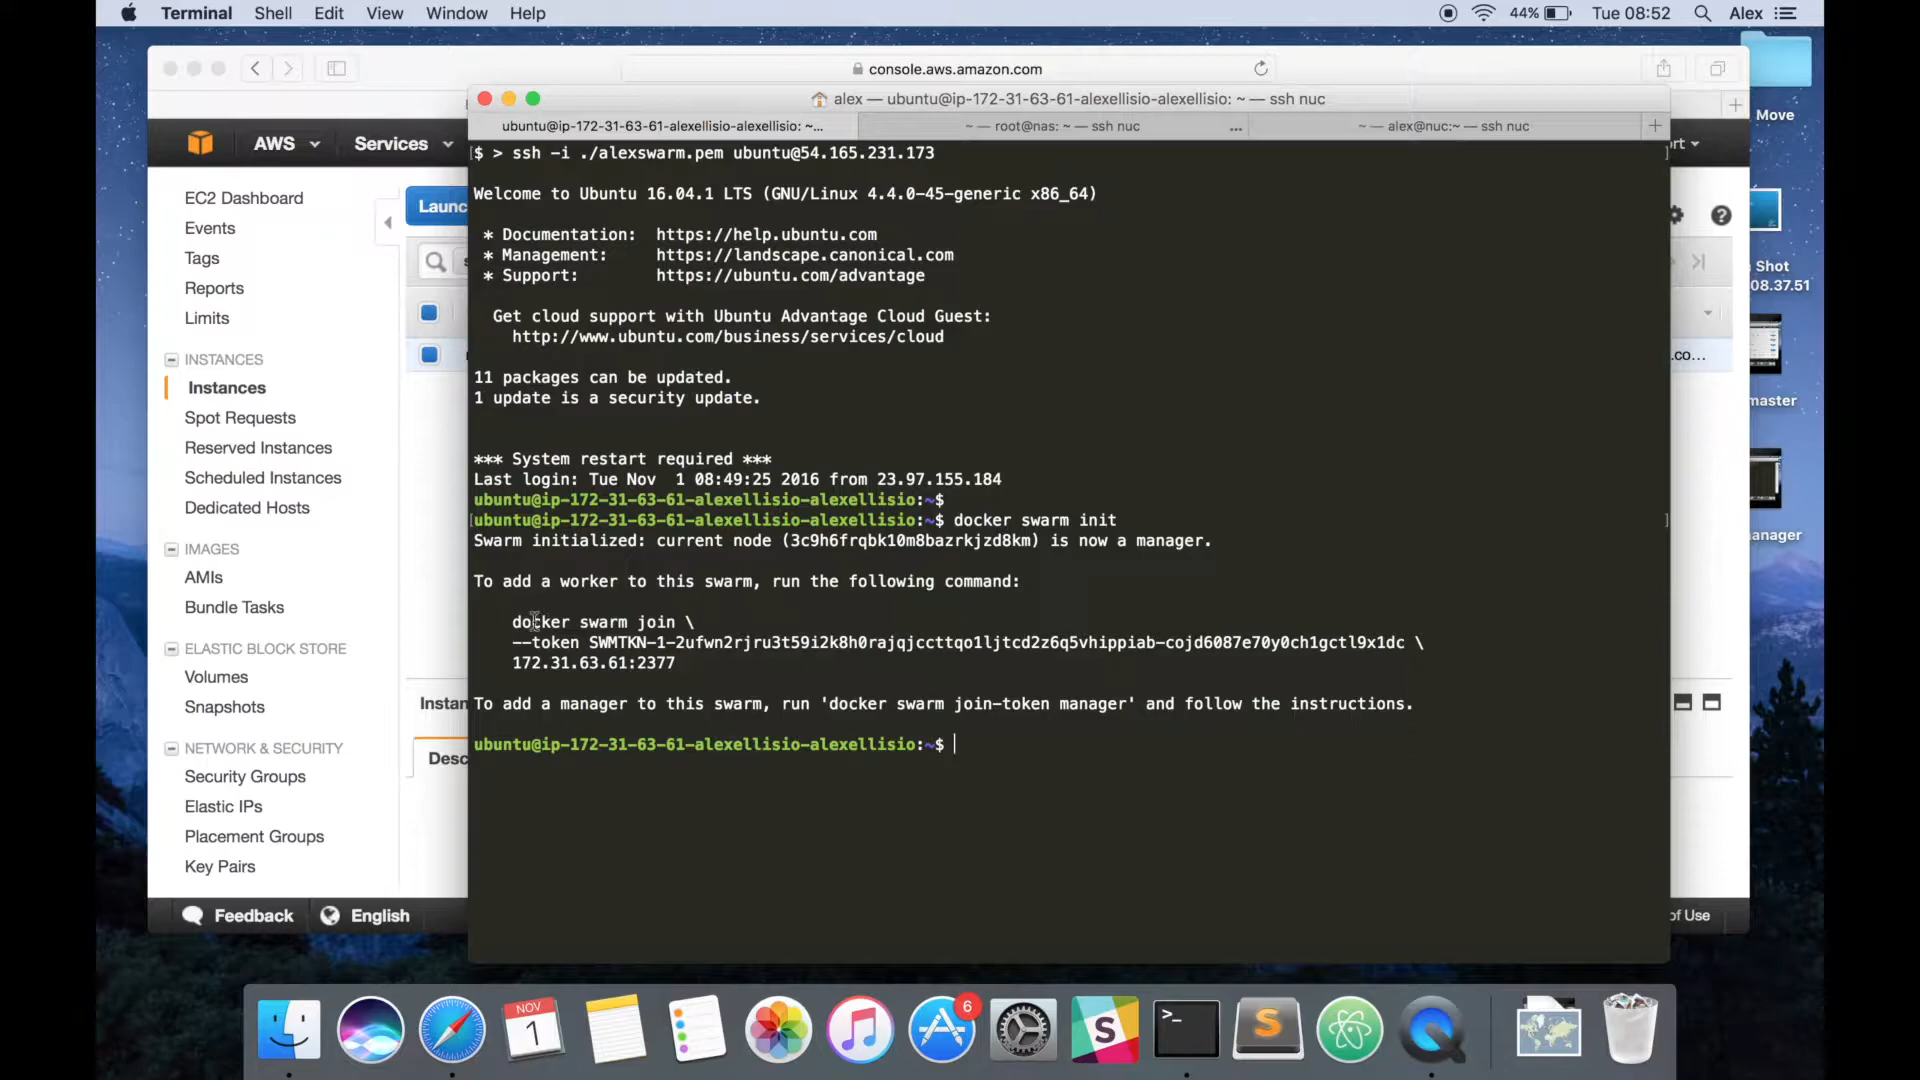 Terminal Shell Edit View Window Help 44% Tue 08:52 Alex
console.aws.amazon.com
alex — ubuntu@ip-172-31-63-61-alexellisio-alexellisio: ~ — ssh nuc
ubuntu@ip-172-31-63-61-alexellisio-alexellisio: ~... ~ — root@nas: ~ — ssh nuc ... ~ — alex@nuc:~ — ssh nuc
Move
AWS Services
EC2 Dashboard
Events
Tags
Reports
Limits
INSTANCES
Instances
Spot Requests
Reserved Instances
Scheduled Instances
Dedicated Hosts
IMAGES
AMIs
Bundle Tasks
ELASTIC BLOCK STORE
Volumes
Snapshots
NETWORK & SECURITY
Security Groups
Elastic IPs
Placement Groups
Key Pairs
Feedback English
Launc
Instan
Desc
[$ > ssh -i ./alexswarm.pem ubuntu@54.165.231.173 ]
Welcome to Ubuntu 16.04.1 LTS (GNU/Linux 4.4.0-45-generic x86_64)
* Documentation: https://help.ubuntu.com
* Management: https://landscape.canonical.com
* Support: https://ubuntu.com/advantage
Get cloud support with Ubuntu Advantage Cloud Guest:
http://www.ubuntu.com/business/services/cloud
11 packages can be updated.
1 update is a security update.
*** System restart required ***
Last login: Tue Nov 1 08:49:25 2016 from 23.97.155.184
ubuntu@ip-172-31-63-61-alexellisio-alexellisio:~$
[ubuntu@ip-172-31-63-61-alexellisio-alexellisio:~$ docker swarm init ]
Swarm initialized: current node (3c9h6frqbk10m8bazrkjzd8km) is now a manager.
To add a worker to this swarm, run the following command:
docker swarm join \
--token SWMTKN-1-2ufwn2rjru3t59i2k8h0rajqjccttqo1ljtcd2z6q5vhippiab-cojd6087e70y0ch1gctl9x1dc \
172.31.63.61:2377
To add a manager to this swarm, run 'docker swarm join-token manager' and follow the instructions.
ubuntu@ip-172-31-63-61-alexellisio-alexellisio:~$
rt
Shot
08.37.51
.co...
master
anager
of Use
NOV
1
6
S
>_
S